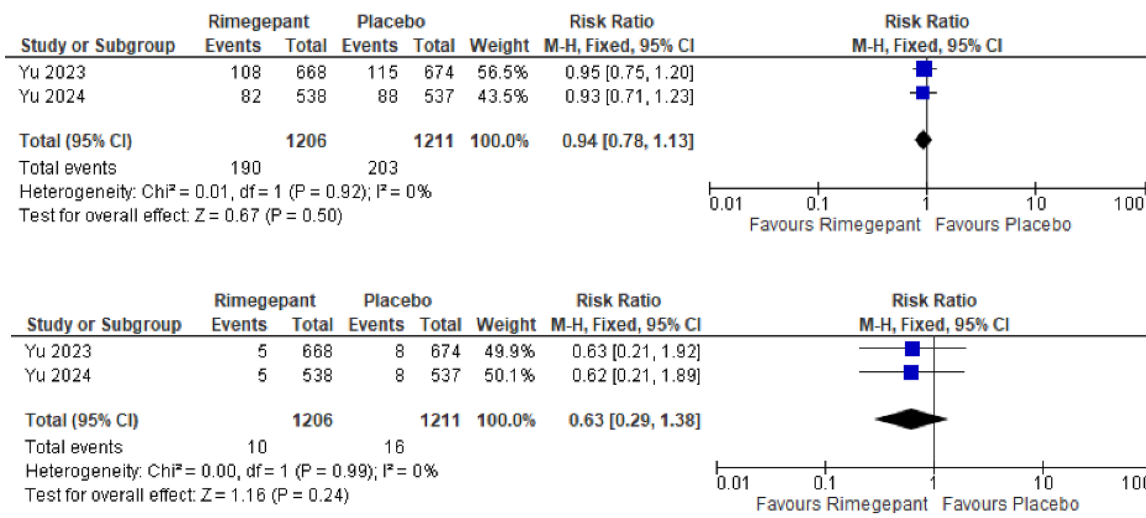 Rimegepant Placebo Risk Ratio Risk Ratio
Study or Subgroup Events Total Events Total Weight M-H, Fixed, 95% CI M-H, Fixed, 95% CI
Yu 2023 108 668 115 674 56.5% 0.95 [0.75, 1.20]
Yu 2024 82 538 88 537 43.5% 0.93 [0.71, 1.23]
Total (95% CI) 1206 1211 100.0% 0.94 [0.78, 1.13]
Total events 190 203
Heterogeneity: Chi² = 0.01, df = 1 (P = 0.92); I² = 0%
Test for overall effect: Z = 0.67 (P = 0.50)
0.01 0.1 1 10 100
Favours Rimegepant Favours Placebo
Rimegepant Placebo Risk Ratio Risk Ratio
Study or Subgroup Events Total Events Total Weight M-H, Fixed, 95% CI M-H, Fixed, 95% CI
Yu 2023 5 668 8 674 49.9% 0.63 [0.21, 1.92]
Yu 2024 5 538 8 537 50.1% 0.62 [0.21, 1.89]
Total (95% CI) 1206 1211 100.0% 0.63 [0.29, 1.38]
Total events 10 16
Heterogeneity: Chi² = 0.00, df = 1 (P = 0.99); I² = 0%
Test for overall effect: Z = 1.16 (P = 0.24)
0.01 0.1 1 10 100
Favours Rimegepant Favours Placebo